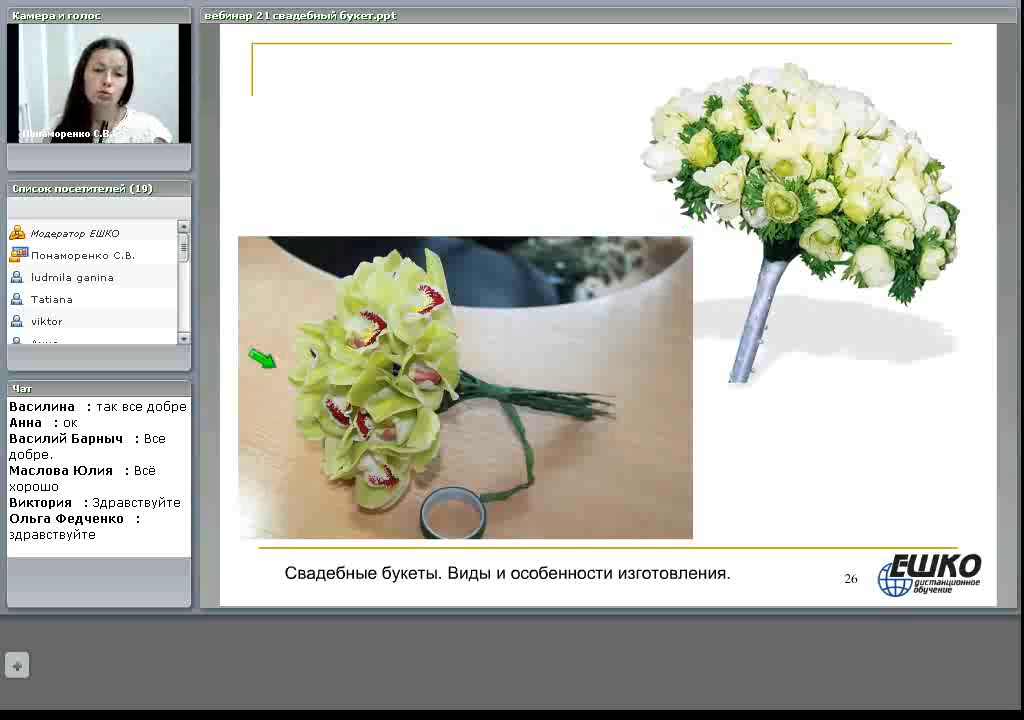 Камера и голос
вебинар 21 свадебный букет.ppt
Понаморенко С.В.
Список посетителей (19)
Модератор ЕШКО
Понаморенко С.В.
ludmila ganina
Tatiana
viktor
Чат
Василина : так все добре
Анна : ок
Василий Барныч : Все
добре.
Маслова Юлия : Всё
хорошо
Виктория : Здравствуйте
Ольга Федченко :
здравствуйте
Свадебные букеты. Виды и особенности изготовления.
26
ЕШКО
дистанционное
обучение